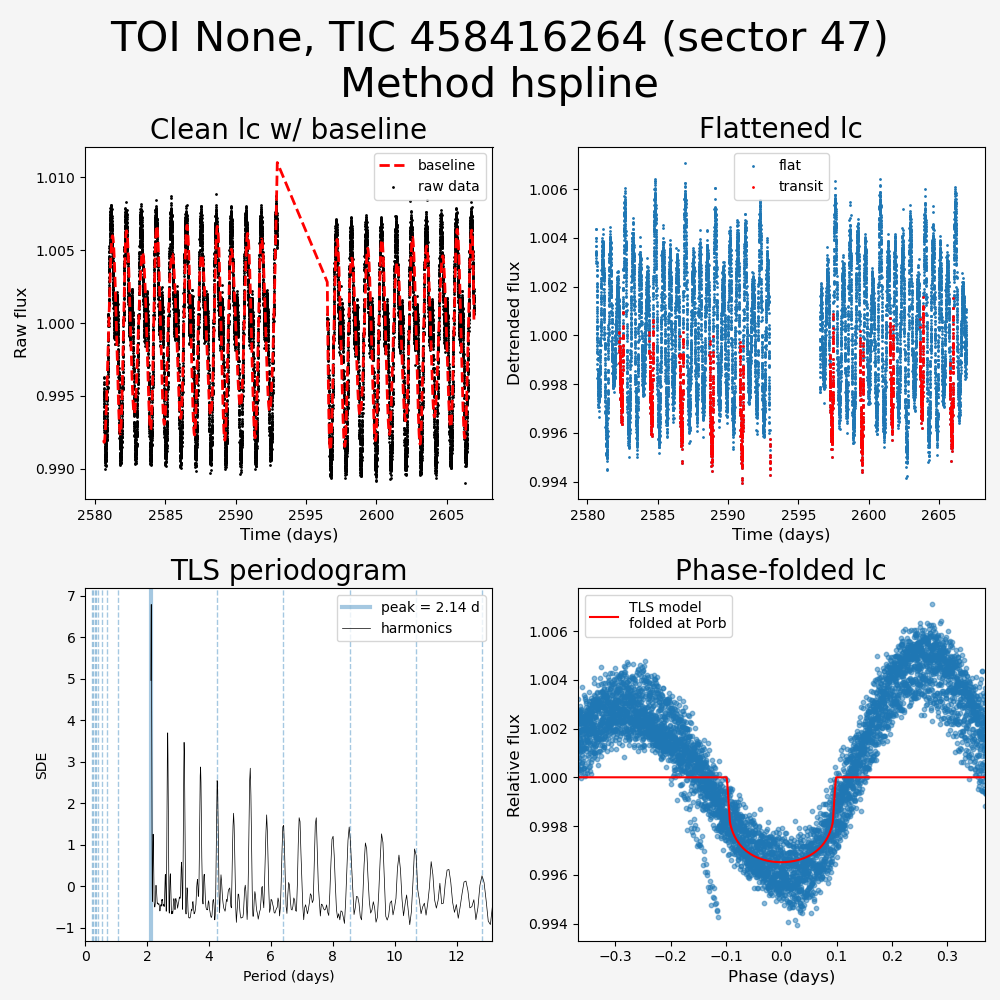 TOI None, TIC 458416264 (sector 47)
Method hspline
Clean lc w/ baseline
Flattened lc
1.010
1.005
1.000
0.995
0.990
Raw flux
baseline
raw data
2580
2585
2590
2595
2600
2605
Time (days)
1.006
1.004
1.002
1.000
0.998
0.996
0.994
Detrended flux
flat
transit
2580
2585
2590
2595
2600
2605
Time (days)
TLS periodogram
Phase-folded lc
7
6
5
4
3
2
1
0
−1
SDE
peak = 2.14 d
harmonics
0
2
4
6
8
10
12
Period (days)
1.006
1.004
1.002
1.000
0.998
0.996
0.994
Relative flux
TLS model
folded at Porb
−0.3
−0.2
−0.1
0.0
0.1
0.2
0.3
Phase (days)